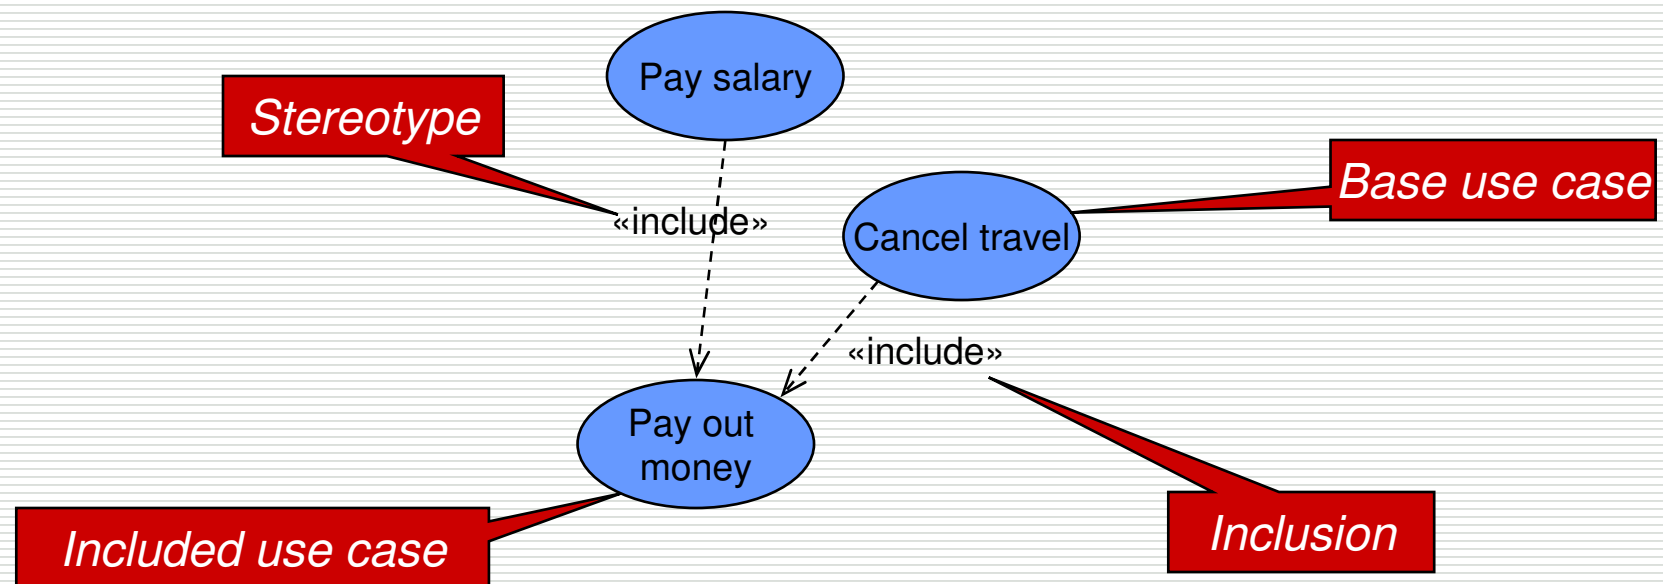 Pay salary
Stereotype
Base use case
«include»
Cancel travel
«include»
Pay out
money
Inclusion
Included use case